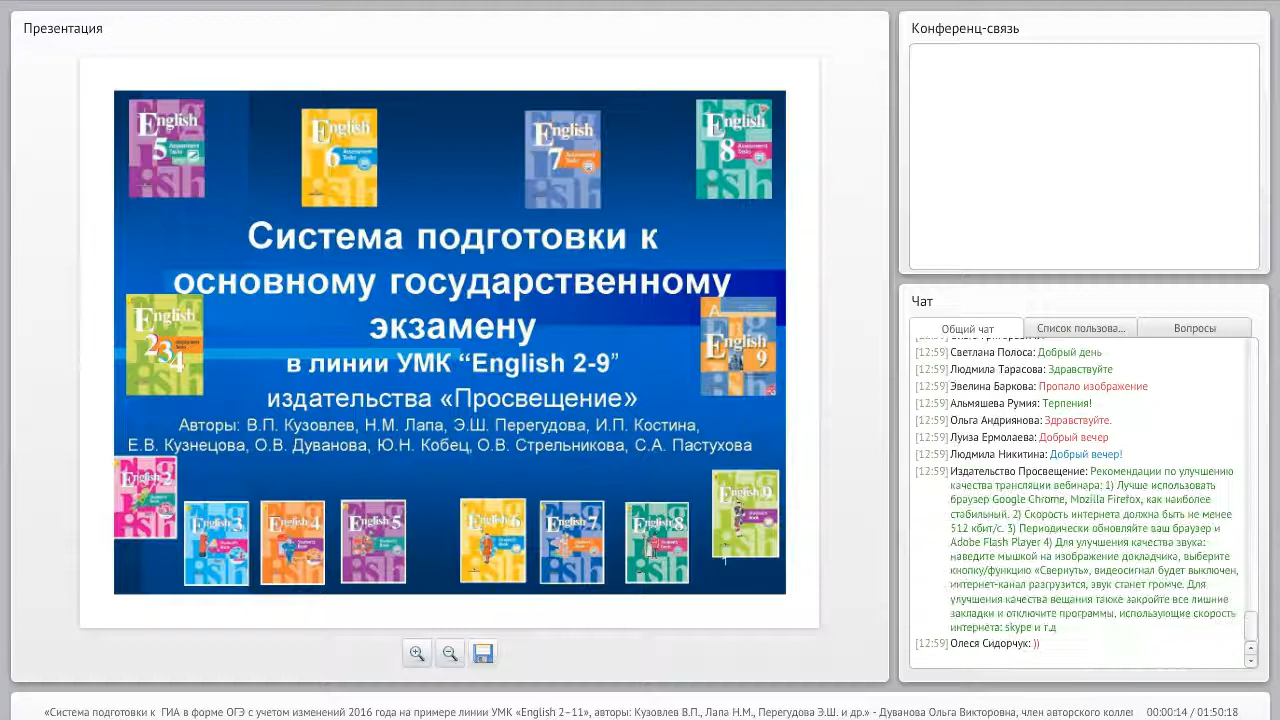 Презентация
English
5
Assessment Tasks
English
6
Assessment Tasks
English
7
Assessment Tasks
English
8
Assessment Tasks
Система подготовки к
основному государственному
экзамену
в линии УМК “English 2-9”
издательства «Просвещение»
Авторы: В.П. Кузовлев, Н.М. Лапа, Э.Ш. Перегудова, И.П. Костина,
Е.В. Кузнецова, О.В. Дуванова, Ю.Н. Кобец, О.В. Стрельникова, С.А. Пастухова
English
2 3 4
English
9
English 2
English 3
English 4
English 5
English 6
English 7
English 8
English 9
1
Конференц-связь
Чат
Общий чат
Список пользова...
Вопросы
[12:59] Светлана Полоса: Добрый день
[12:59] Людмила Тарасова: Здравствуйте
[12:59] Эвелина Баркова: Пропало изображение
[12:59] Альмяшева Румия: Терпения!
[12:59] Ольга Андриянова: Здравствуйте.
[12:59] Луиза Ермолаева: Добрый вечер
[12:59] Людмила Никитина: Добрый вечер!
[12:59] Издательство Просвещение: Рекомендации по улучшению
качества трансляции вебинара: 1) Лучше использовать
браузер Google Chrome, Mozilla Firefox, как наиболее
стабильный. 2) Скорость интернета должна быть не менее
512 кбит/с. 3) Периодически обновляйте ваш браузер и
Adobe Flash Player 4) Для улучшения качества звука:
наведите мышкой на изображение докладчика, выберите
кнопку/функцию «Свернуть», видеосигнал будет выключен,
интернет-канал разгрузится, звук станет громче. Для
улучшения качества вещания также закройте все лишние
закладки и отключите программы, использующие скорость
интернета: skype и т.д
[12:59] Олеся Сидорчук: ))
«Система подготовки к ГИА в форме ОГЭ с учетом изменений 2016 года на примере линии УМК «English 2–11», авторы: Кузовлев В.П., Лапа Н.М., Перегудова Э.Ш. и др.» - Дуванова Ольга Викторовна, член авторского коллег
00:00:14 / 01:50:18